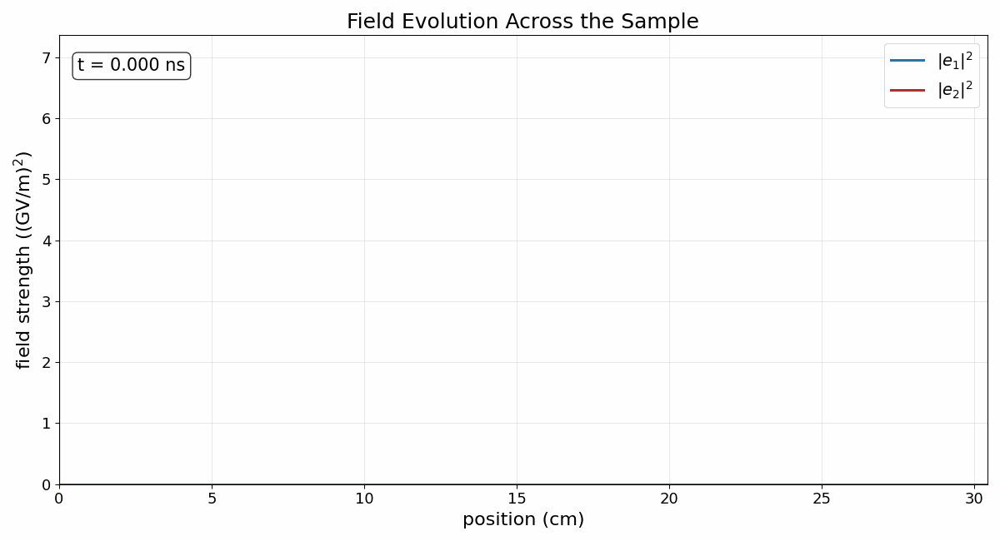 Field Evolution Across the Sample
t = 0.000 ns
|e₁|²
|e₂|²
field strength ((GV/m)²)
7
6
5
4
3
2
1
0
0 5 10 15 20 25 30
position (cm)